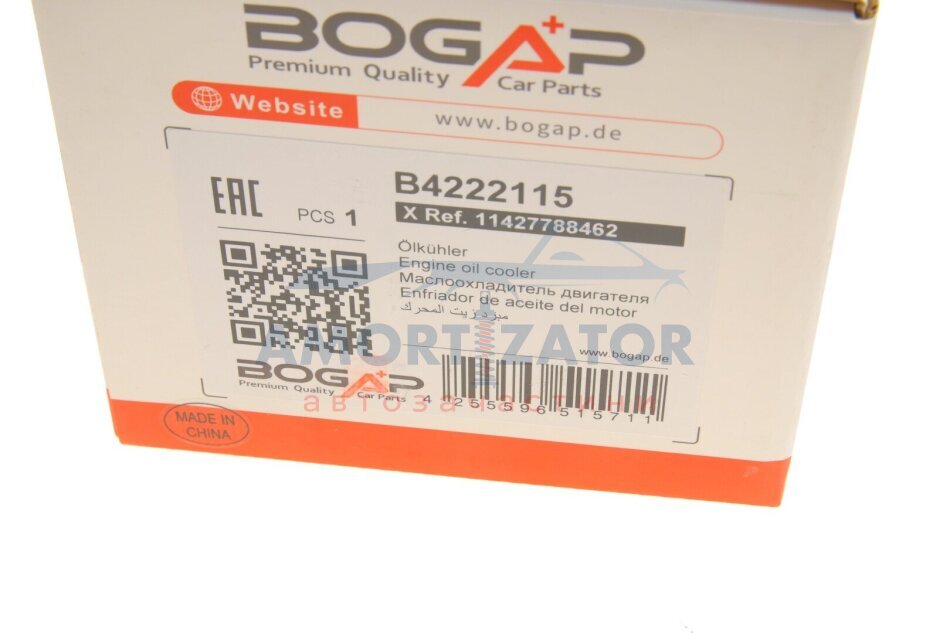 BOGAP
Premium Quality Car Parts
Website www.bogap.de
B4222115
EAC PCS 1
X Ref. 11427788462
Ölkühler
Engine oil cooler
Маслоохладитель двигателя
Enfriador de aceite del motor
مبرد زيت المحرك
AMORTIZATOR
www.bogap.de
BOGAP
Premium Quality Car Parts
автозапчастини
4 255596 515711
MADE IN
CHINA